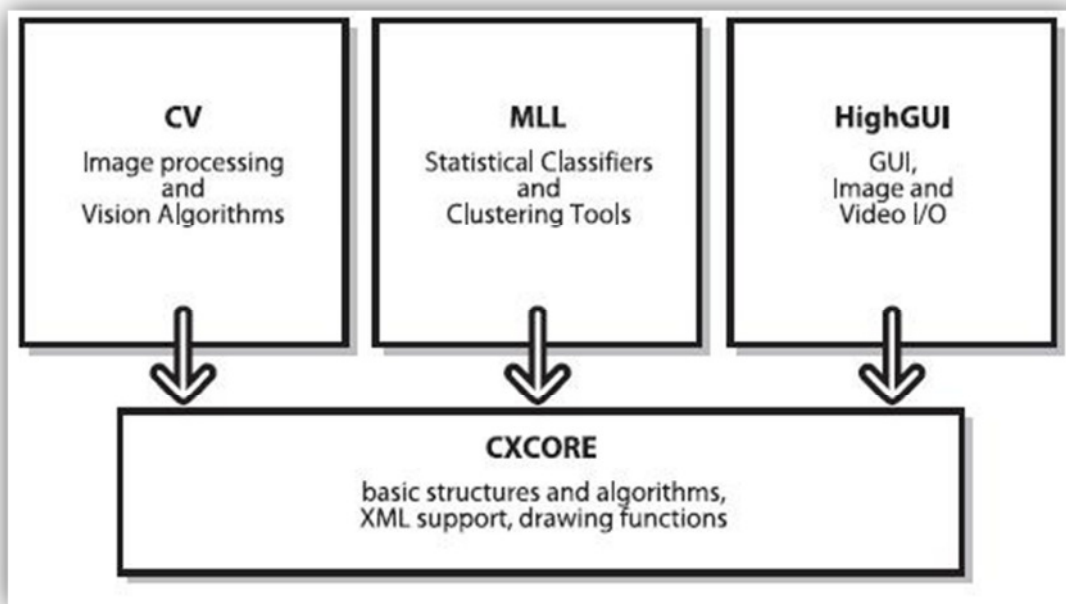 CV
Image processing
and
Vision Algorithms
MLL
Statistical Classifiers
and
Clustering Tools
HighGUI
GUI,
Image and
Video I/O
CXCORE
basic structures and algorithms,
XML support, drawing functions